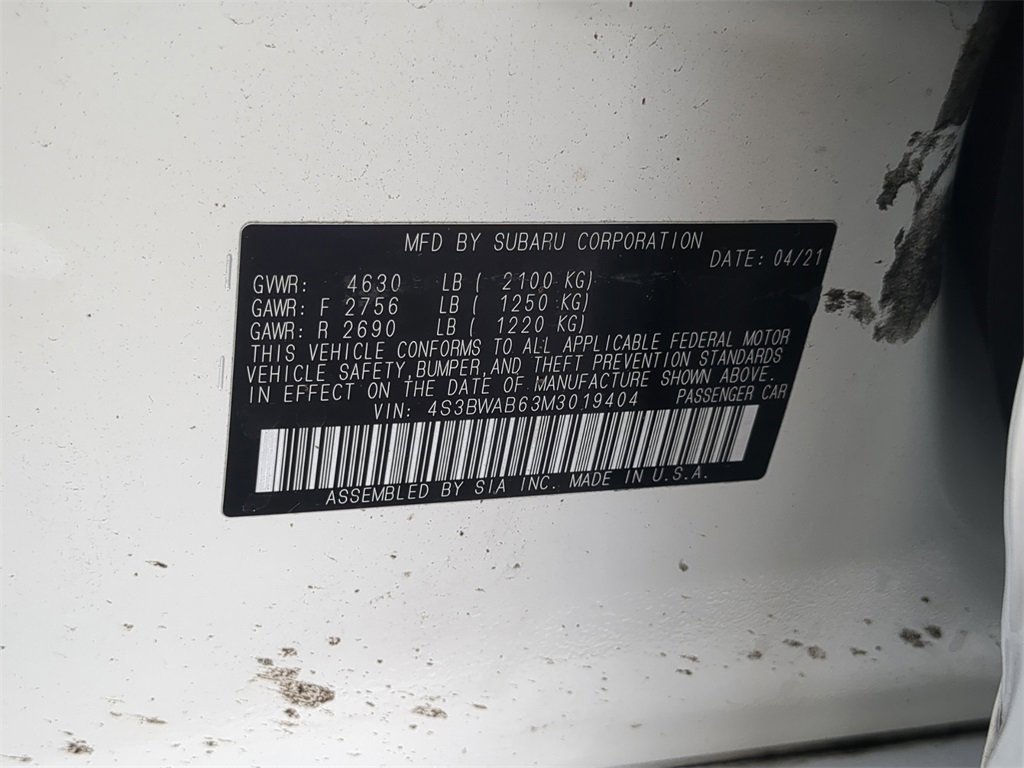 MFD BY SUBARU CORPORATION
DATE: 04/21
GVWR: 4630 LB ( 2100 KG)
GAWR: F 2756 LB ( 1250 KG)
GAWR: R 2690 LB ( 1220 KG)
THIS VEHICLE CONFORMS TO ALL APPLICABLE FEDERAL MOTOR
VEHICLE SAFETY, BUMPER, AND THEFT PREVENTION STANDARDS
IN EFFECT ON THE DATE OF MANUFACTURE SHOWN ABOVE.
VIN: 4S3BWAB63M3019404 PASSENGER CAR
ASSEMBLED BY SIA INC. MADE IN U.S.A.